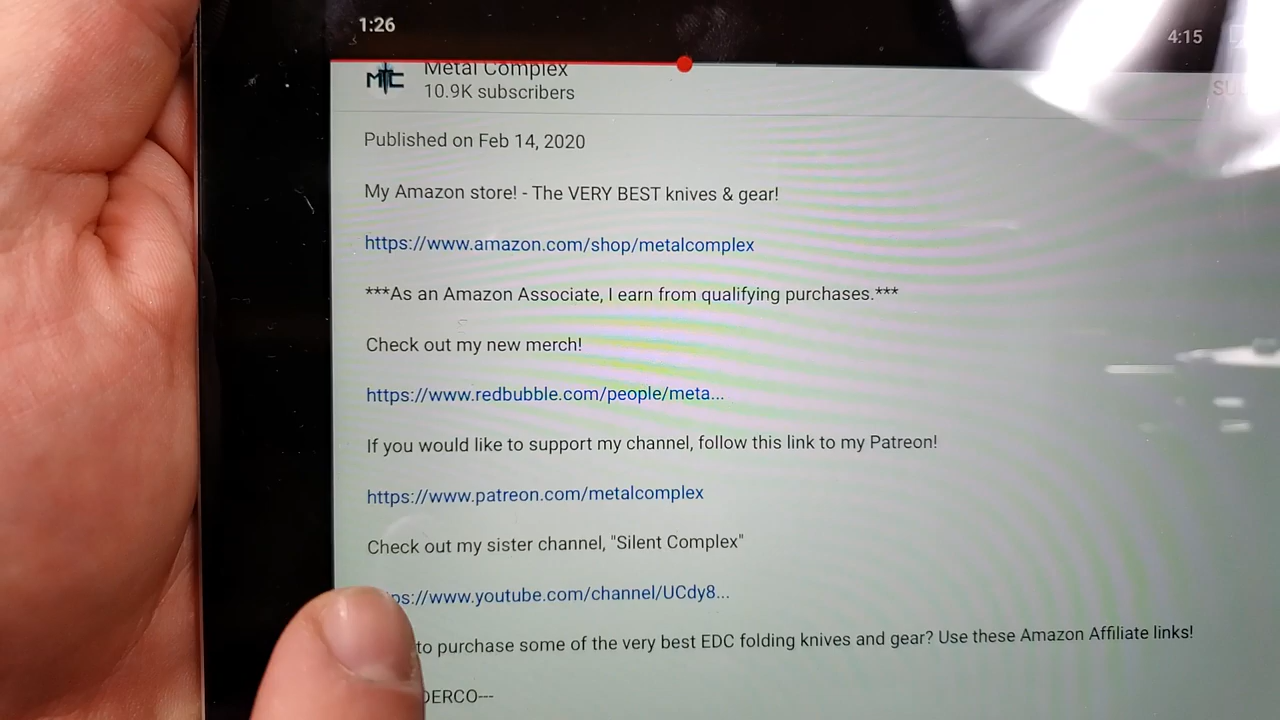 1:26
4:15
MTC
Metal Complex
10.9K subscribers
Published on Feb 14, 2020
My Amazon store! - The VERY BEST knives & gear!
https://www.amazon.com/shop/metalcomplex
***As an Amazon Associate, I earn from qualifying purchases.***
Check out my new merch!
https://www.redbubble.com/people/meta...
If you would like to support my channel, follow this link to my Patreon!
https://www.patreon.com/metalcomplex
Check out my sister channel, "Silent Complex"
ps://www.youtube.com/channel/UCdy8...
to purchase some of the very best EDC folding knives and gear? Use these Amazon Affiliate links!
DERCO---